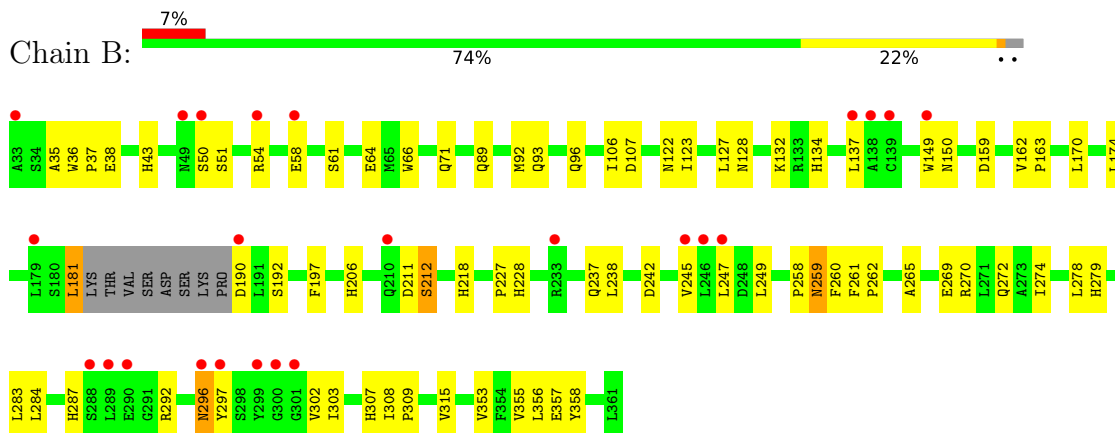 7%
Chain B:
74% 22% • •
A33 S34 A35 W36 P37 E38 H43 N49 S50 S51 R54 E58 S61 E64 M65 W66 Q71 Q89 M92 Q93 Q96 I106 D107 N122 I123 L127 N128 K132 R133 H134 L137 A138 C139 W149 N150 D159 V162 P163 L170 L174
L179 S180 L181 LYS THR VAL SER ASP SER LYS PRO D190 L191 S192 F197 H206 Q210 D211 S212 H218 P227 H228 R233 Q237 L238 D242 V245 L246 L247 D248 L249 P258 N259 F260 F261 P262 A265 E269 R270 L271 Q272 A273 I274 L278 H279
L283 L284 H287 S288 L289 E290 G291 R292 N296 Y297 S298 Y299 G300 G301 V302 I303 H307 I308 P309 V315 V353 F354 V355 L356 E357 Y358 L361